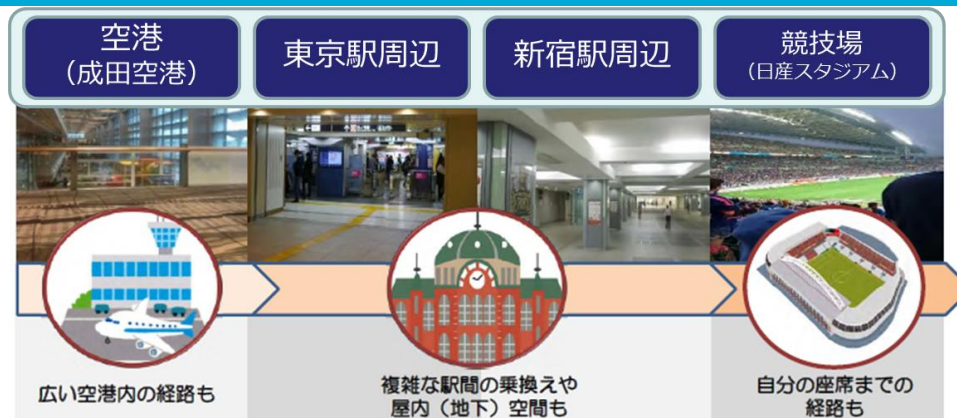 空港
（成田空港）
東京駅周辺
新宿駅周辺
競技場
（日産スタジアム）
広い空港内の経路も
複雑な駅間の乗換えや
屋内（地下）空間も
自分の座席までの
経路も